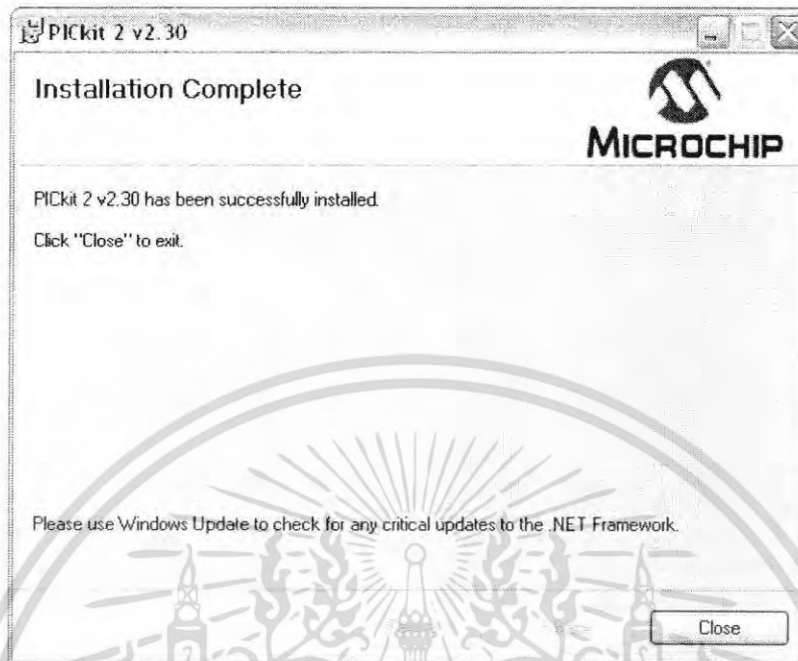 PICkit 2 v2.30
Installation Complete
MICROCHIP
PICkit 2 v2.30 has been successfully installed.
Click "Close" to exit.
Please use Windows Update to check for any critical updates to the .NET Framework.
Close